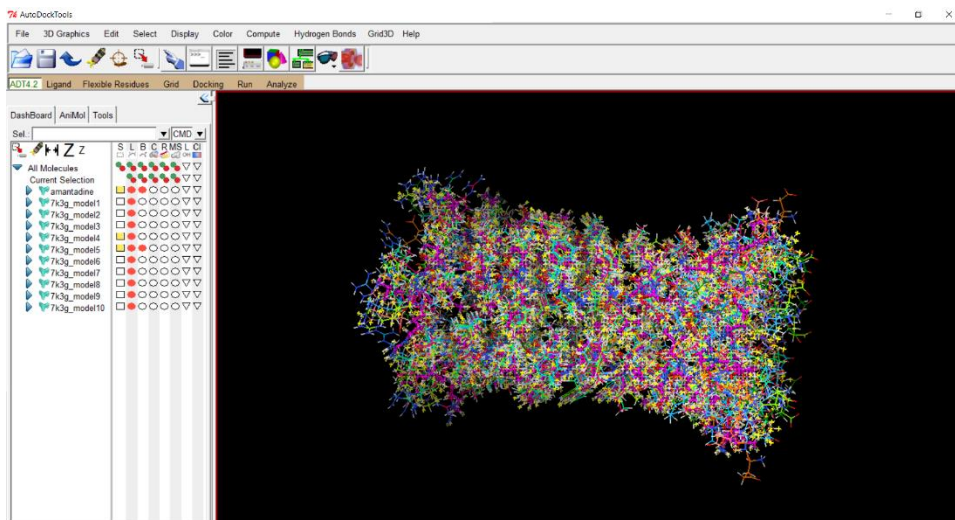 AutoDockTools
File 3D Graphics Edit Select Display Color Compute Hydrogen Bonds Grid3D Help
ADT4.2 Ligand Flexible Residues Grid Docking Run Analyze
DashBoard AniMol Tools
Sel.: CMD
Z Z S L B C R MS L Cl
All Molecules
Current Selection
amantadine
7k3g_model1
7k3g_model2
7k3g_model3
7k3g_model4
7k3g_model5
7k3g_model6
7k3g_model7
7k3g_model8
7k3g_model9
7k3g_model10